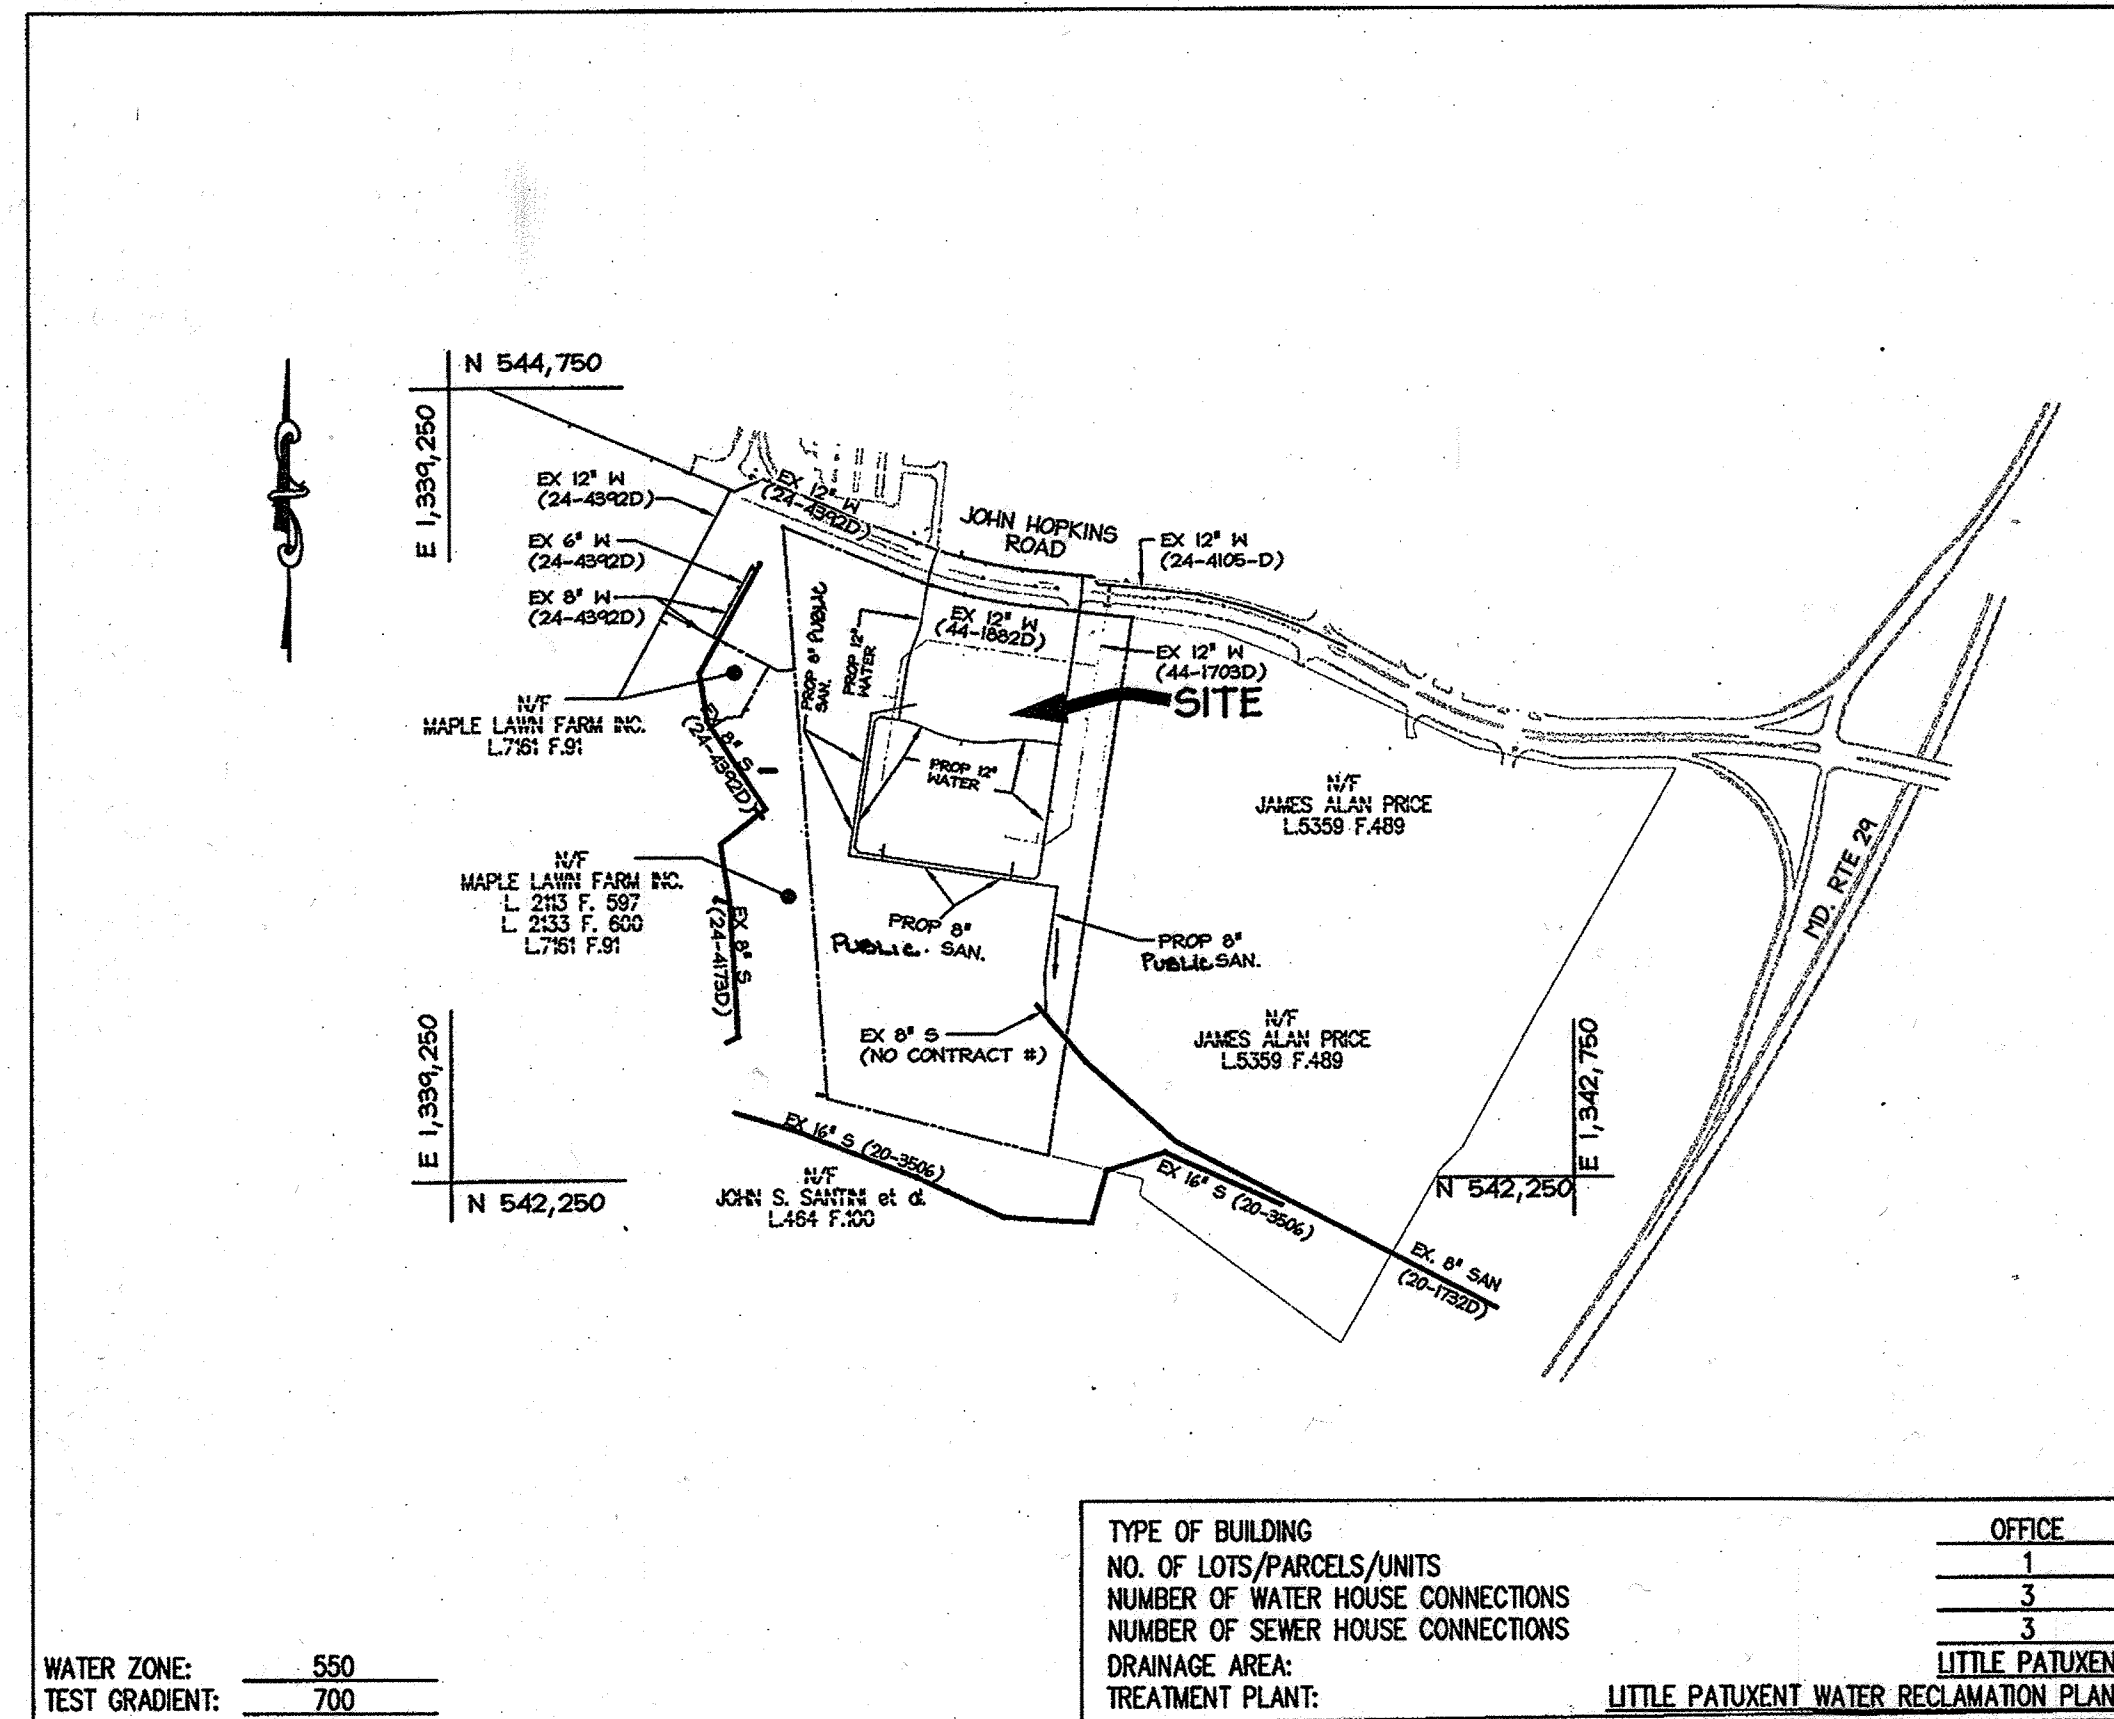 N 544,750
E 1,339,250
EX 12" W
(24-4392D)
EX 6" W
(24-4392D)
EX 8" W
(24-4392D)
EX 12" W
(24-4392D)
JOHN HOPKINS
ROAD
EX 12" W
(24-4105-D)
PROP 8" PUBLIC
SAN.
PROP 12"
WATER
EX 12" W
(44-1882D)
EX 12" W
(44-1703D)
SITE
N/F
MAPLE LAWN FARM INC.
L.7161 F.91
EX 8" S
(24-4392D)
PROP 12"
WATER
N/F
JAMES ALAN PRICE
L.5359 F.489
MD. RTE 29
N/F
MAPLE LAWN FARM INC.
L. 2113 F. 597
L. 2133 F. 600
L.7161 F.91
EX 8" S
(24-4173D)
PROP 8"
PUBLIC. SAN.
PROP 8"
PUBLIC SAN.
EX 8" S
(NO CONTRACT #)
N/F
JAMES ALAN PRICE
L.5359 F.489
E 1,339,250
N 542,250
E 1,342,750
N 542,250
EX 16" S (20-3506)
N/F
JOHN S. SANTINI et al.
L.464 F.100
EX 16" S (20-3506)
EX. 8" SAN
(20-1732D)
TYPE OF BUILDING OFFICE
NO. OF LOTS/PARCELS/UNITS 1
NUMBER OF WATER HOUSE CONNECTIONS 3
NUMBER OF SEWER HOUSE CONNECTIONS 3
DRAINAGE AREA: LITTLE PATUXEN
TREATMENT PLANT: LITTLE PATUXENT WATER RECLAMATION PLAN
WATER ZONE: 550
TEST GRADIENT: 700